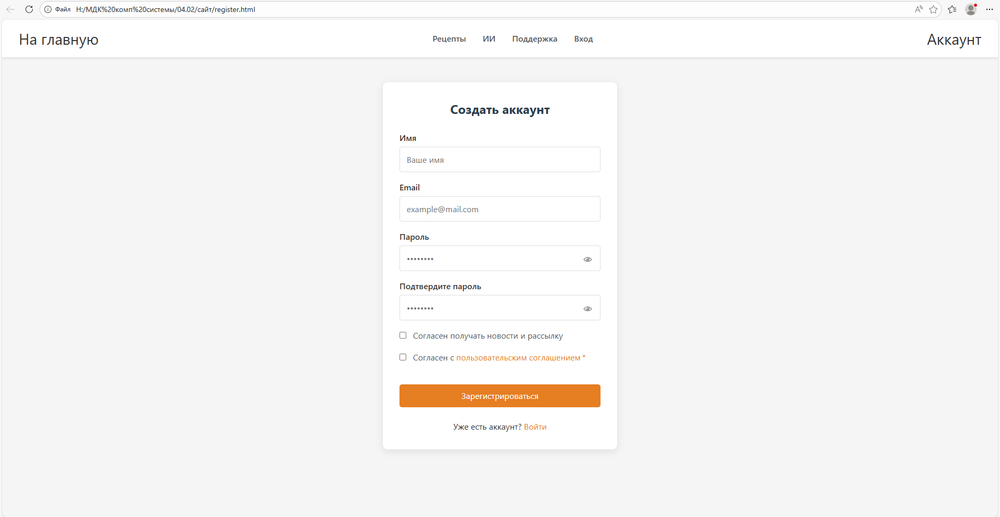 Файл H:/МДК%20комп%20системы/04.02/сайт/register.html
На главную Рецепты ИИ Поддержка Вход Аккаунт
Создать аккаунт
Имя
Ваше имя
Email
example@mail.com
Пароль
••••••••
Подтвердите пароль
••••••••
Согласен получать новости и рассылку
Согласен с пользовательским соглашением *
Зарегистрироваться
Уже есть аккаунт? Войти